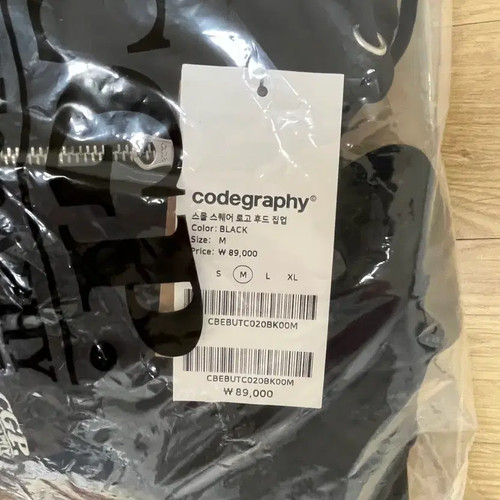 codegraphy©
스몰 스퀘어 로고 후드 집업
Color: BLACK
Size: M
Price: ₩ 89,000
S M L XL
CBEBUTC020BK00M
CBEBUTC020BK00M
₩ 89,000
CGP